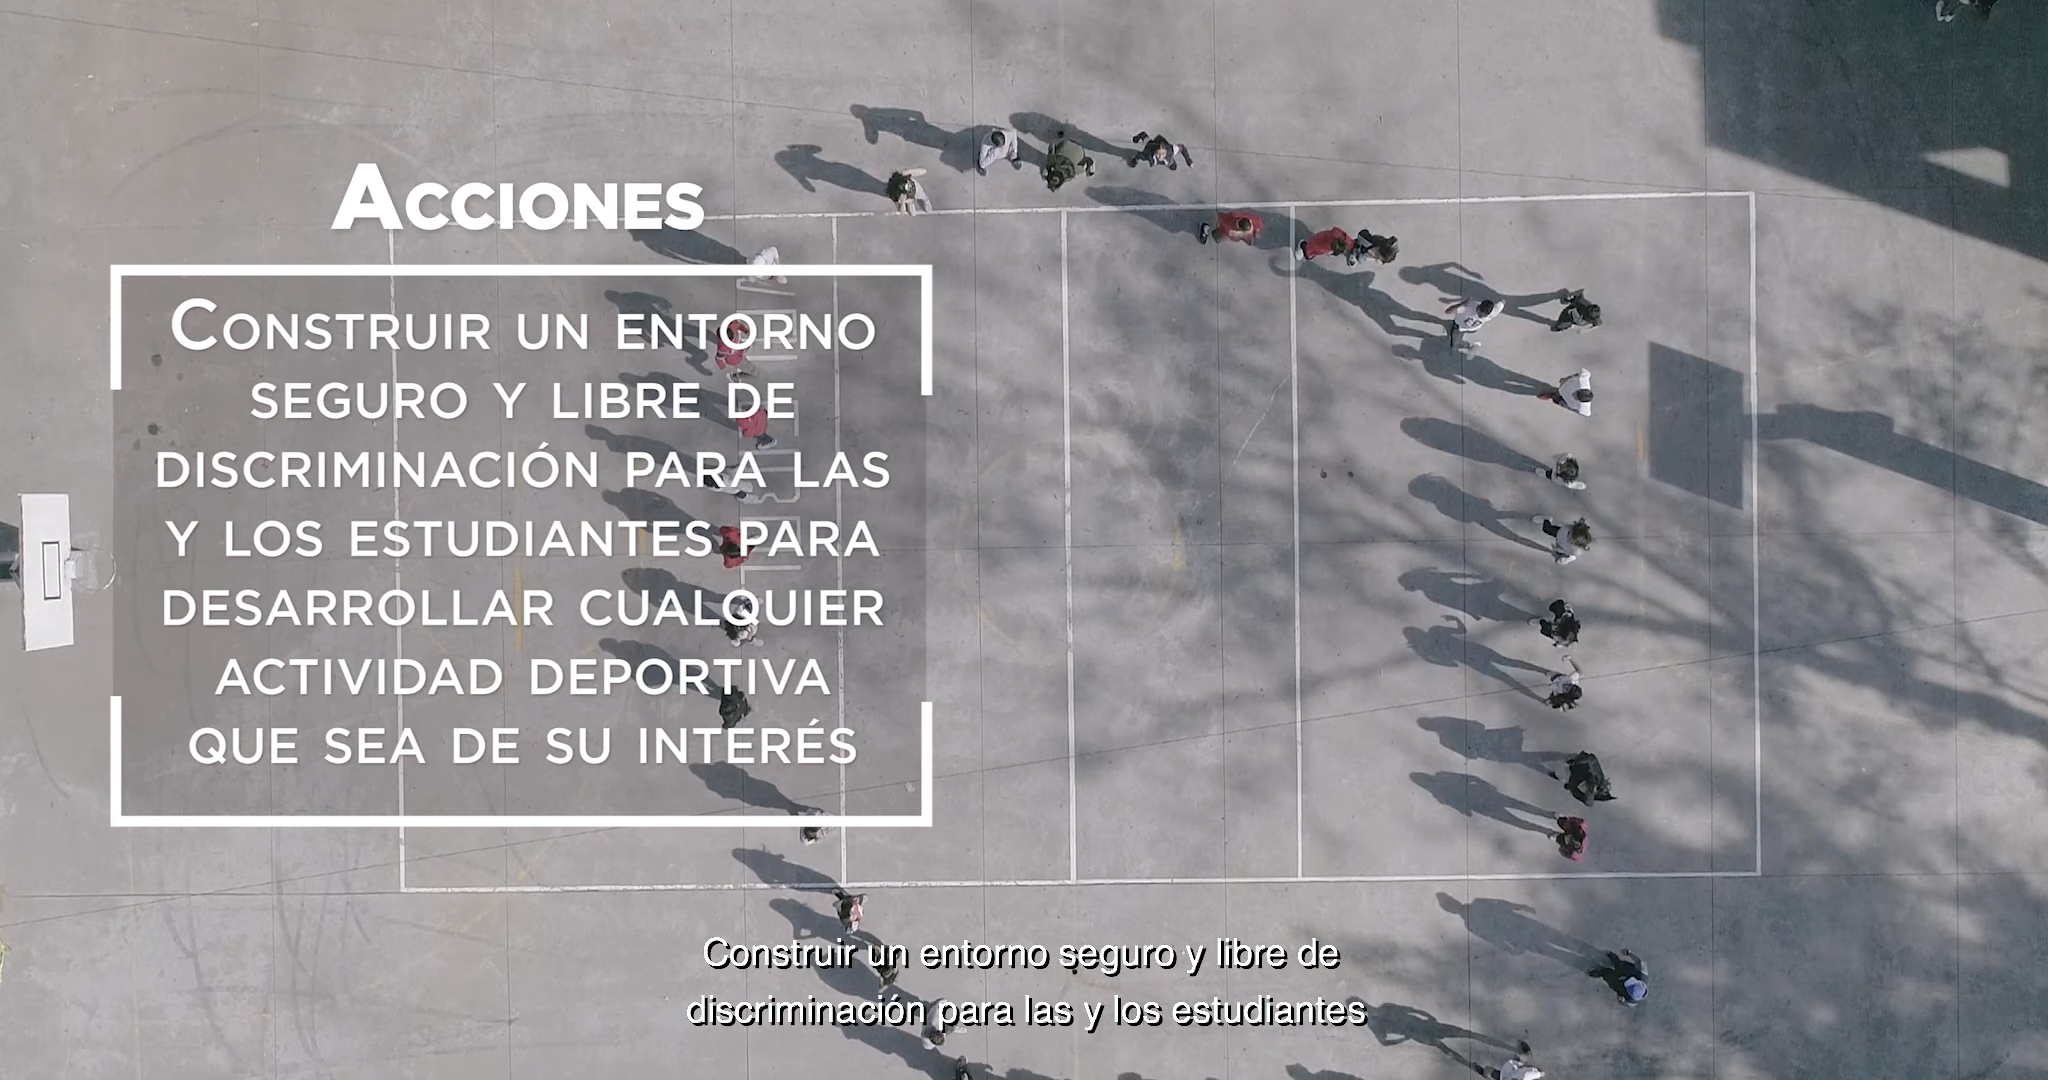 Acciones
Construir un entorno
seguro y libre de
discriminación para las
y los estudiantes para
desarrollar cualquier
actividad deportiva
que sea de su interés
Construir un entorno seguro y libre de
discriminación para las y los estudiantes